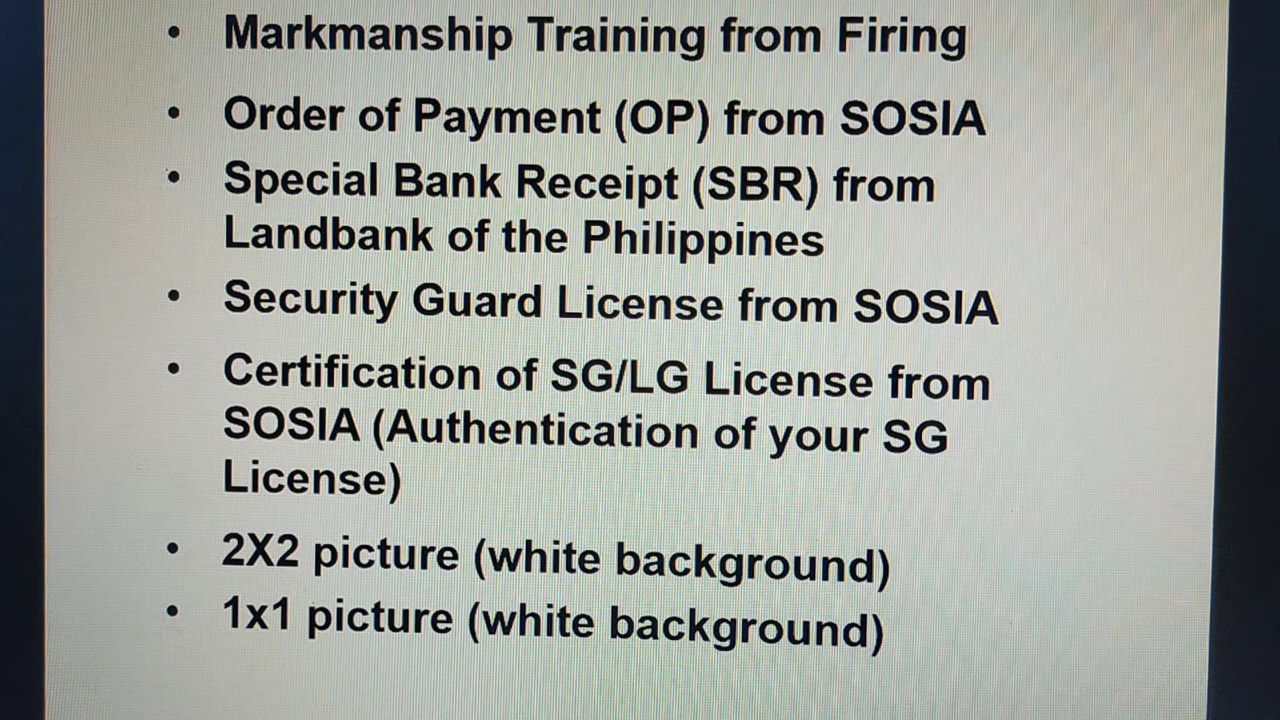 • Markmanship Training from Firing
• Order of Payment (OP) from SOSIA
• Special Bank Receipt (SBR) from
Landbank of the Philippines
• Security Guard License from SOSIA
• Certification of SG/LG License from
SOSIA (Authentication of your SG
License)
• 2X2 picture (white background)
• 1x1 picture (white background)